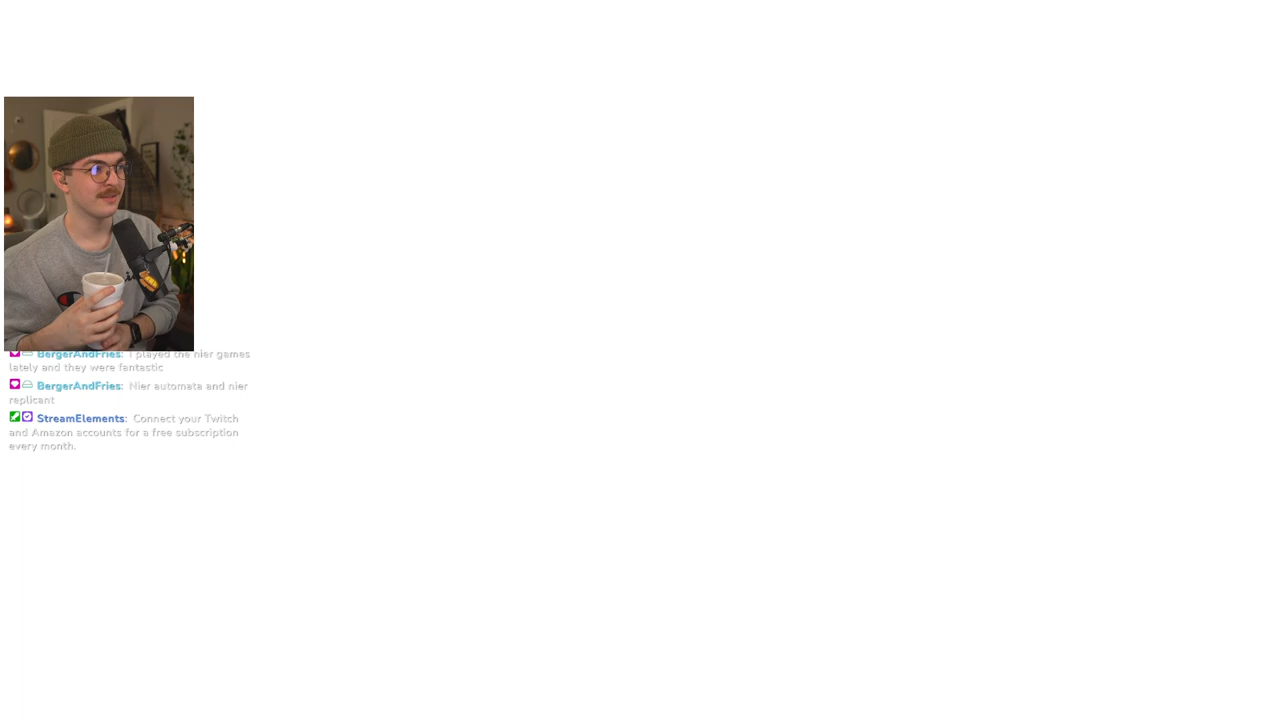 BergerAndFries: I played the nier games
lately and they were fantastic
BergerAndFries: Nier automata and nier
replicant
StreamElements: Connect your Twitch
and Amazon accounts for a free subscription
every month.